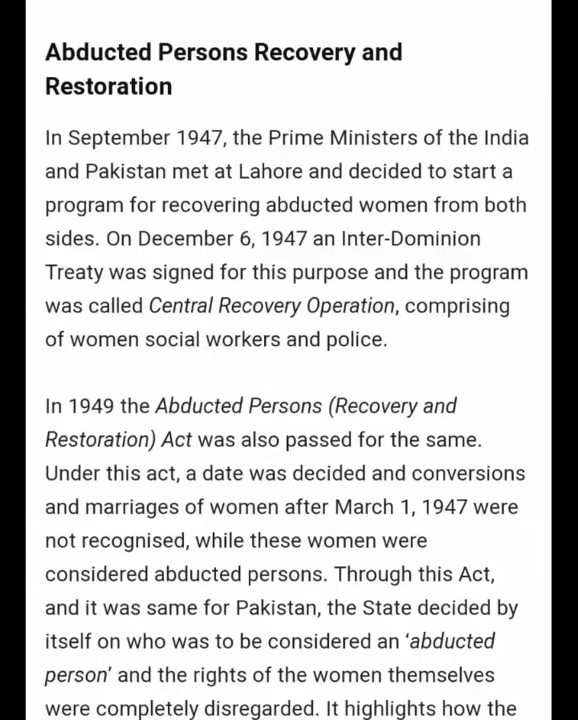 Abducted Persons Recovery and
Restoration
In September 1947, the Prime Ministers of the India
and Pakistan met at Lahore and decided to start a
program for recovering abducted women from both
sides. On December 6, 1947 an Inter-Dominion
Treaty was signed for this purpose and the program
was called Central Recovery Operation, comprising
of women social workers and police.
In 1949 the Abducted Persons (Recovery and
Restoration) Act was also passed for the same.
Under this act, a date was decided and conversions
and marriages of women after March 1, 1947 were
not recognised, while these women were
considered abducted persons. Through this Act,
and it was same for Pakistan, the State decided by
itself on who was to be considered an ‘abducted
person’ and the rights of the women themselves
were completely disregarded. It highlights how the